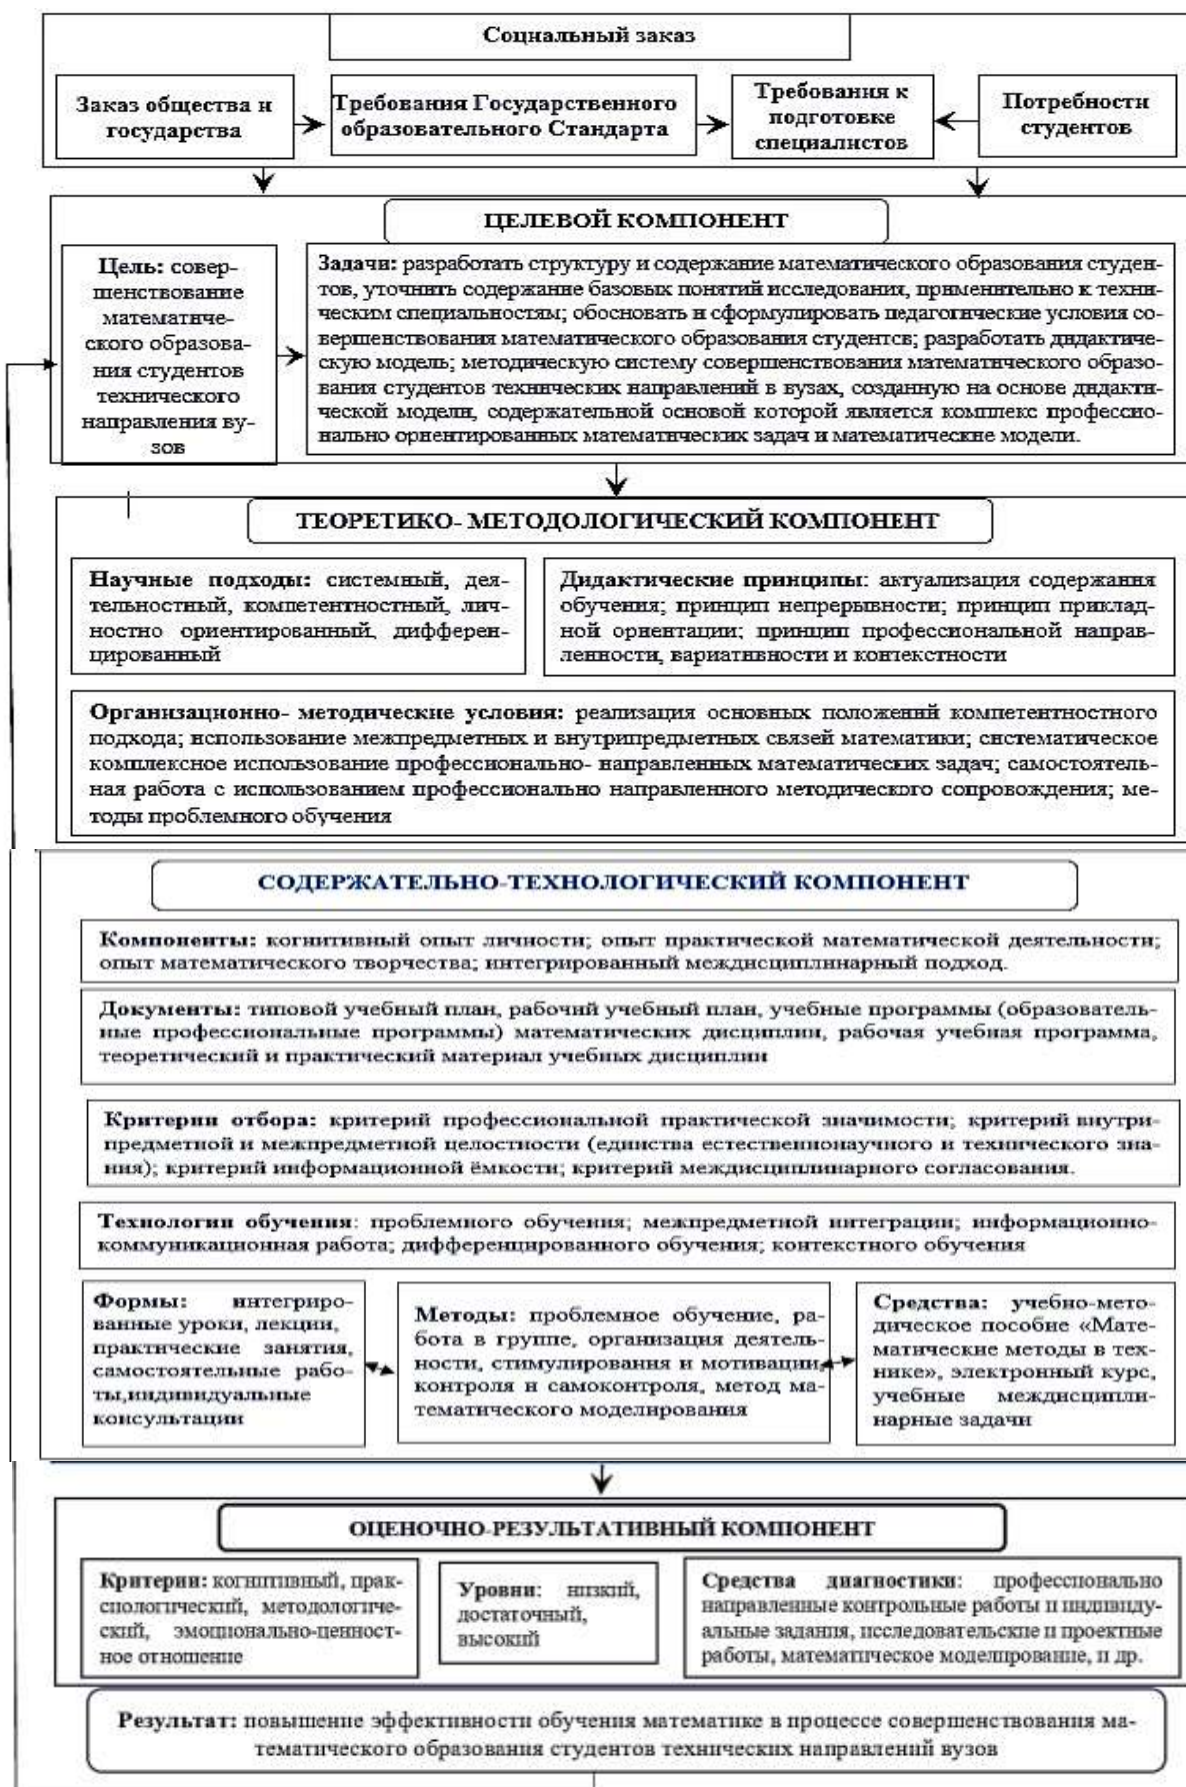 Социальный заказ
Заказ общества и
государства
Требования Государственного
образовательного Стандарта
Требования к
подготовке
специалистов
Потребности
студентов
ЦЕЛЕВОЙ КОМПОНЕНТ
Цель: совер-
шенствование
математиче-
ского образова-
ния студентов
технического
направления ву-
зов
Задачи: разработать структуру и содержание математического образования студен-
тов, уточнить содержание базовых понятий исследования, применительно к техни-
ческим специальностям; обосновать и сформулировать педагогические условия со-
вершенствования математического образования студентсв; разработать дидактиче-
скую модель; методическую систему совершенствования математического образо-
вания студентов технических направлений в вузах, созданную на основе дидакти-
ческой модели, содержательной основой которой является комплекс профессио-
нально ориентированных математических задач и математические модели.
ТЕОРЕТИКО- МЕТОДОЛОГИЧЕСКИЙ КОМПОНЕНТ
Научные подходы: системный, дея-
тельностный, компетентностный, лич-
ностно ориентированный, дифферен-
цированный
Дидактические принципы: актуализация содержания
обучения; принцип непрерывности; принцип приклад-
ной ориентации; принцип профессиональной направ-
ленности, вариативности и контекстности
Организационно- методические условия: реализация основных положений компетентностного
подхода; использование межпредметных и внутрипредметных связей математики; систематическое
комплексное использование профессионально- направленных математических задач; самостоятель-
ная работа с использованием профессионально направленного методического сопровождения; ме-
тоды проблемного обучения
СОДЕРЖАТЕЛЬНО-ТЕХНОЛОГИЧЕСКИЙ КОМПОНЕНТ
Компоненты: когнитивный опыт личности; опыт практической математической деятельности;
опыт математического творчества; интегрированный междисциплинарный подход.
Документы: типовой учебный план, рабочий учебный план, учебные программы (образователь-
ные профессиональные программы) математических дисциплин, рабочая учебная программа,
теоретический и практический материал учебных дисциплин
Критерии отбора: критерий профессиональной практической значимости; критерий внутри-
предметной и межпредметной целостности (единства естественнонаучного и технического зна-
ния); критерий информационной ёмкости; критерий междисциплинарного согласования.
Технологии обучения: проблемного обучения; межпредметной интеграции; информационно-
коммуникационная работа; дифференцированного обучения; контекстного обучения
Формы: интегриро-
ванные уроки, лекции,
практические занятия,
самостоятельные рабо-
ты,индивидуальные
консультации
Методы: проблемное обучение, ра-
бота в группе, организация деятель-
ности, стимулирования и мотивации,
контроля и самоконтроля, метод ма-
тематического моделирования
Средства: учебно-мето-
дическое пособие «Мате-
матические методы в тех-
нике», электронный курс,
учебные междисципли-
нарные задачи
ОЦЕНОЧНО-РЕЗУЛЬТАТИВНЫЙ КОМПОНЕНТ
Критерии: когнитивный, прак-
сиологический, методологиче-
ский, эмоционально-ценност-
ное отношение
Уровни: низкий,
достаточный,
высокий
Средства диагностики: профессионально
направленные контрольные работы и индивиду-
альные задания, исследовательские и проектные
работы, математическое моделирование, и др.
Результат: повышение эффективности обучения математике в процессе совершенствования ма-
тематического образования студентов технических направлений вузов